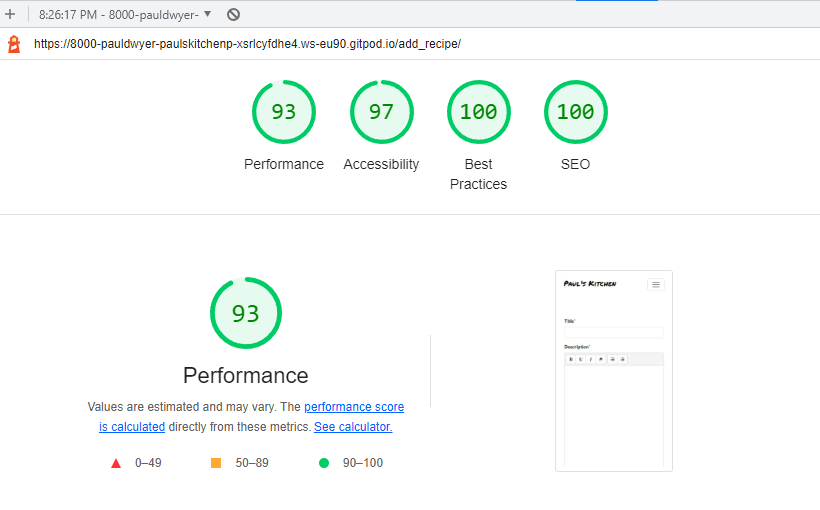 8:26:17 PM - 8000-pauldwyer-
https://8000-pauldwyer-paulskitchenp-xsrlcyfdhe4.ws-eu90.gitpod.io/add_recipe/
93 97 100 100
Performance Accessibility Best Practices SEO
93
Performance
Values are estimated and may vary. The performance score
is calculated directly from these metrics. See calculator.
0–49 50–89 90–100
Paul's Kitchen
Title*
Description*
B U I